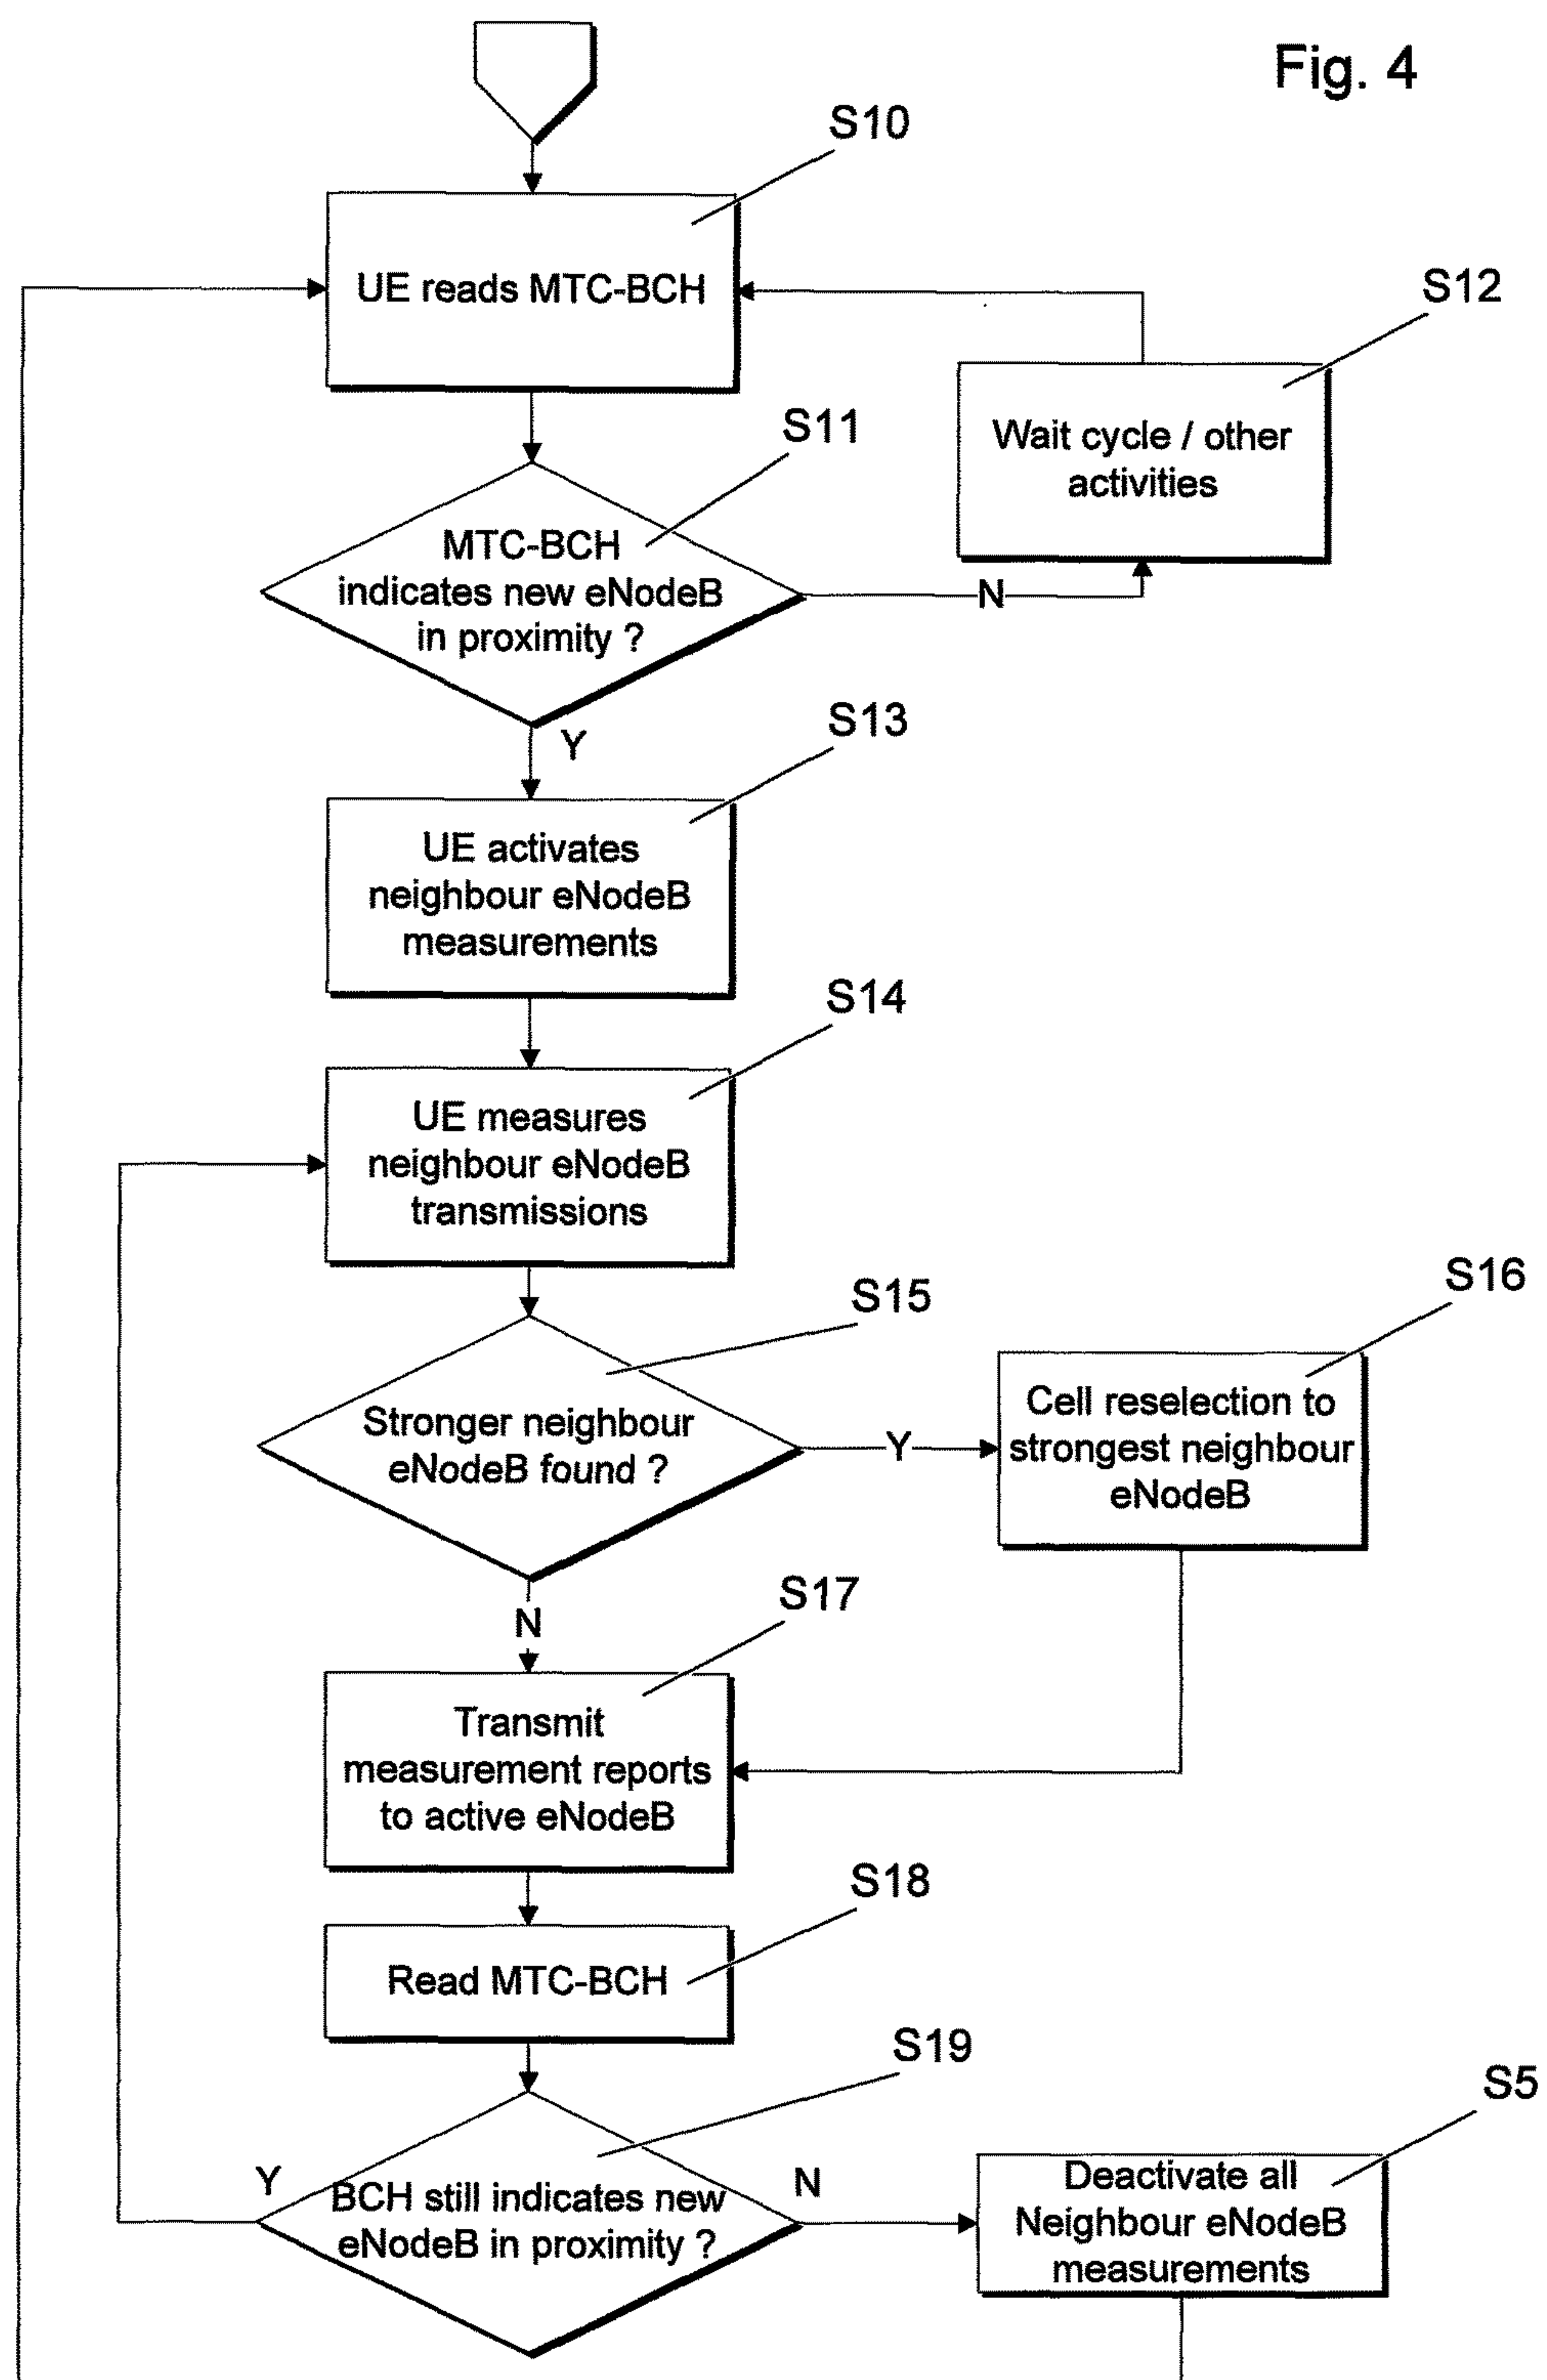 Fig. 4
S10
UE reads MTC-BCH
S12
Wait cycle / other
activities
S11
MTC-BCH
indicates new eNodeB
in proximity ?
N
Y
S13
UE activates
neighbour eNodeB
measurements
S14
UE measures
neighbour eNodeB
transmissions
S15
Stronger neighbour
eNodeB found ?
Y
S16
Cell reselection to
strongest neighbour
eNodeB
N
S17
Transmit
measurement reports
to active eNodeB
S18
Read MTC-BCH
S19
Y
BCH still indicates new
eNodeB in proximity ?
N
S5
Deactivate all
Neighbour eNodeB
measurements